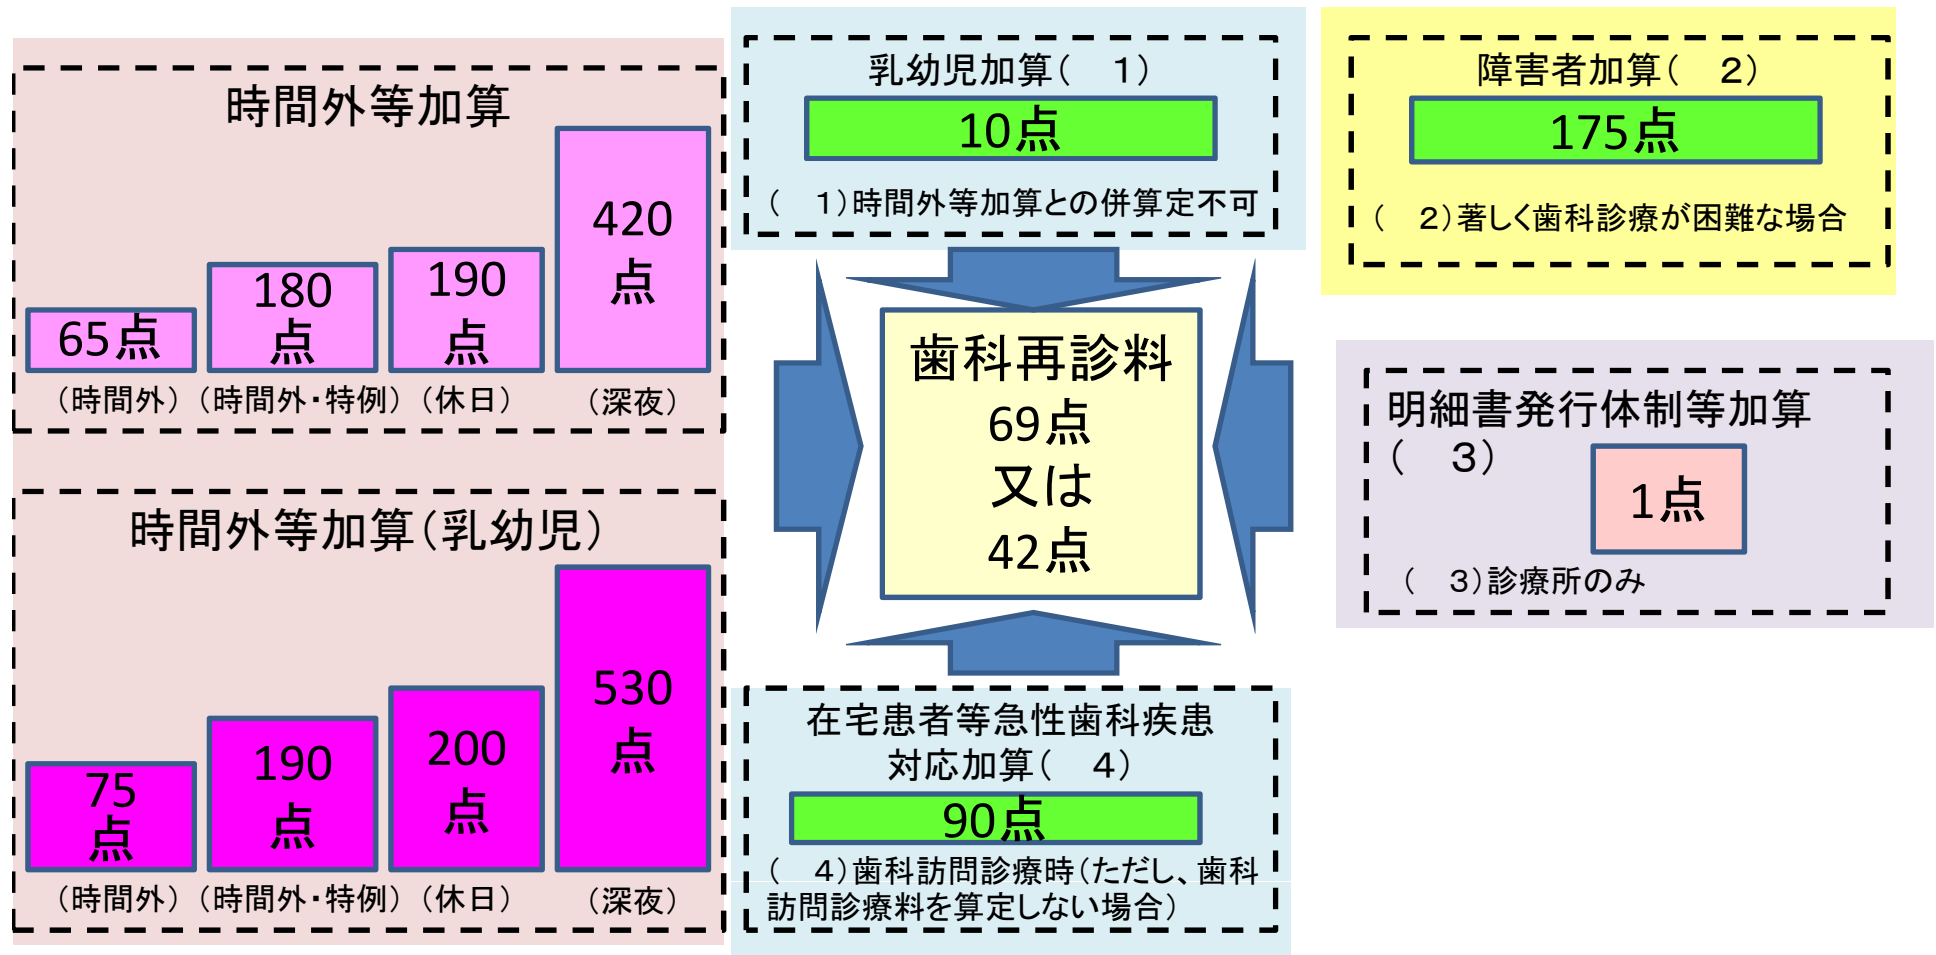 時間外等加算
65点
180
点
190
点
420
点
(時間外)
(時間外・特例)
(休日)
(深夜)
時間外等加算(乳幼児)
75
点
190
点
200
点
530
点
(時間外)
(時間外・特例)
(休日)
(深夜)
乳幼児加算(　1)
10点
(　1)時間外等加算との併算定不可
歯科再診料
69点
又は
42点
在宅患者等急性歯科疾患
対応加算(　4)
90点
(　4)歯科訪問診療時(ただし、歯科
訪問診療料を算定しない場合)
障害者加算(　2)
175点
(　2)著しく歯科診療が困難な場合
明細書発行体制等加算
(　3)
1点
(　3)診療所のみ